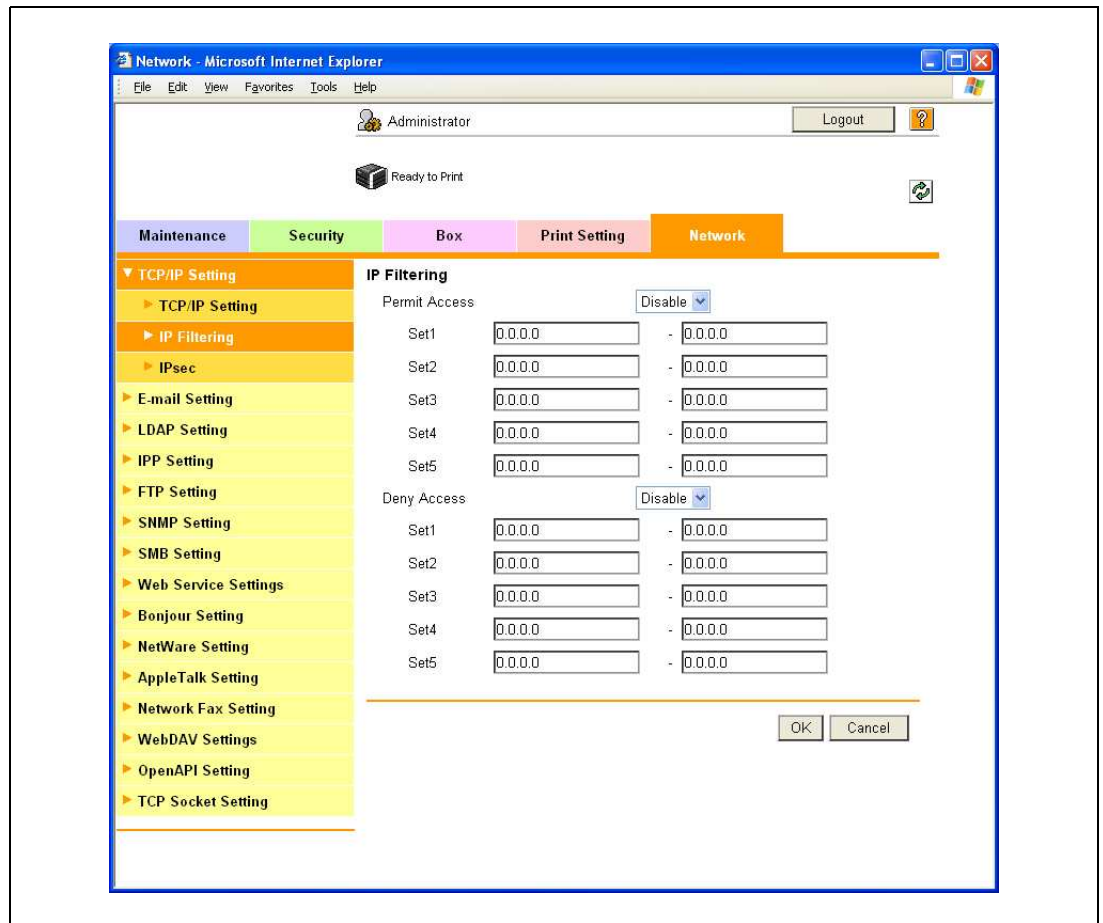 Network - Microsoft Internet Explorer
File Edit View Favorites Tools Help
Administrator
Logout
?
Ready to Print
Maintenance Security Box Print Setting Network
TCP/IP Setting
TCP/IP Setting
IP Filtering
IPsec
E-mail Setting
LDAP Setting
IPP Setting
FTP Setting
SNMP Setting
SMB Setting
Web Service Settings
Bonjour Setting
NetWare Setting
AppleTalk Setting
Network Fax Setting
WebDAV Settings
OpenAPI Setting
TCP Socket Setting
IP Filtering
Permit Access Disable
Set1 0.0.0.0 - 0.0.0.0
Set2 0.0.0.0 - 0.0.0.0
Set3 0.0.0.0 - 0.0.0.0
Set4 0.0.0.0 - 0.0.0.0
Set5 0.0.0.0 - 0.0.0.0
Deny Access Disable
Set1 0.0.0.0 - 0.0.0.0
Set2 0.0.0.0 - 0.0.0.0
Set3 0.0.0.0 - 0.0.0.0
Set4 0.0.0.0 - 0.0.0.0
Set5 0.0.0.0 - 0.0.0.0
OK Cancel